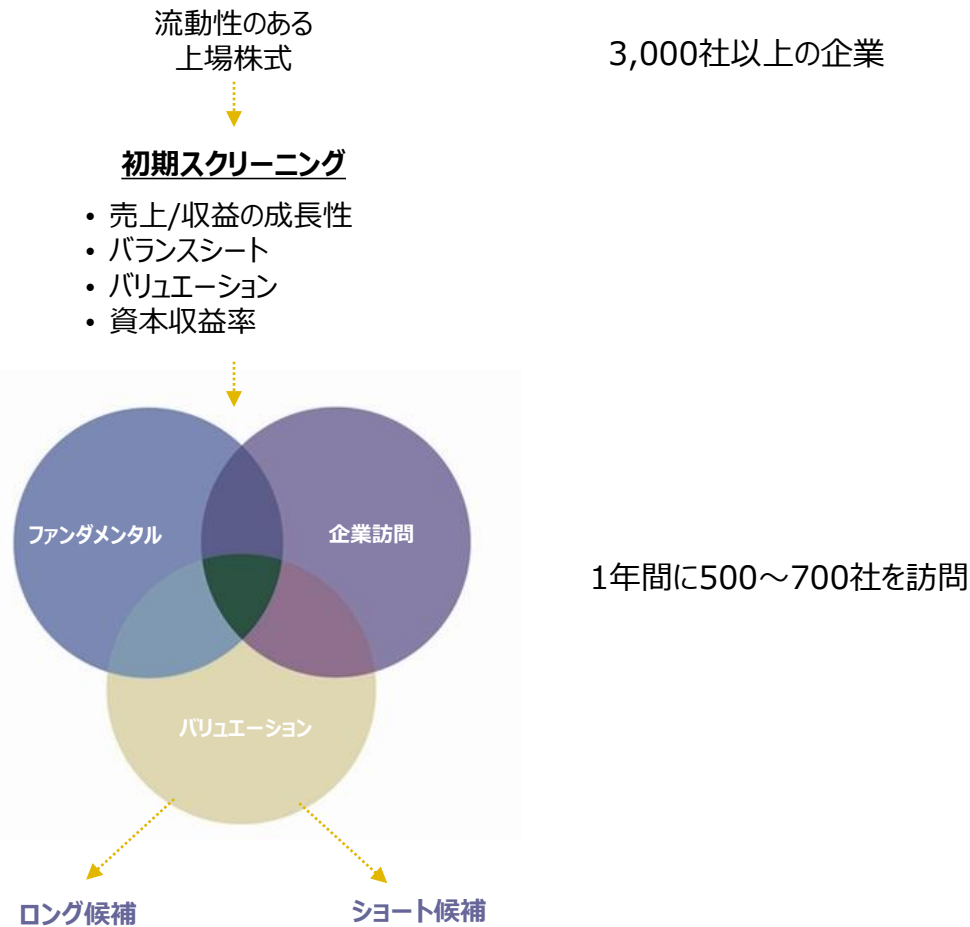 流動性のある
上場株式
3,000社以上の企業
初期スクリーニング
• 売上/収益の成長性
• バランスシート
• バリュエーション
• 資本収益率
ファンダメンタル
企業訪問
1年間に500～700社を訪問
バリュエーション
ロング候補
ショート候補